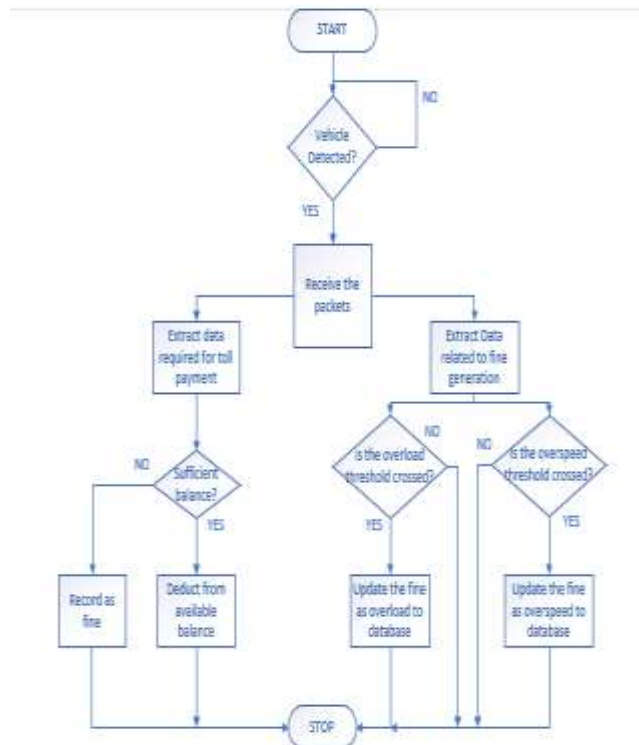 START
NO
Vehicle
Detected?
YES
Receive the
packets
Extract data
required for toll
payment
Extract Data
related to fine
generation
NO
Sufficient
balance?
YES
NO
Is the overload
threshold crossed?
YES
NO
Is the overspeed
threshold crossed?
YES
Record as
fine
Deduct from
available
balance
Update the fine
as overload to
database
Update the fine
as overspeed to
database
STOP